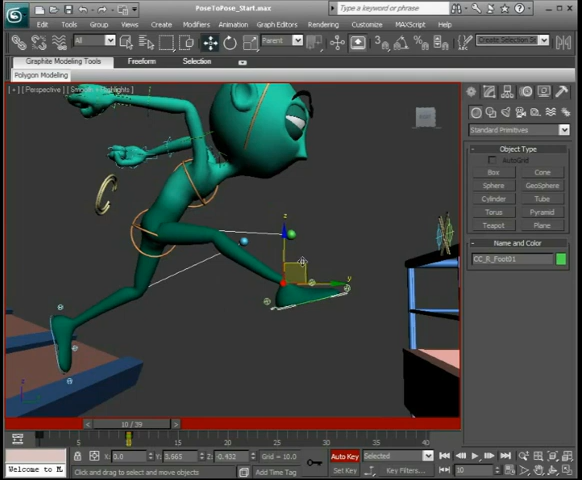 PoseToPose_Start.max
Type a keyword or phrase
Edit Tools Group Views Create Modifiers Animation Graph Editors Rendering Customize MAXScript Help
All Parent 3 Create Selection Se
Graphite Modeling Tools Freeform Selection
Polygon Modeling
[ + ] [ Perspective ] [ Smooth + Highlights ]
Standard Primitives
Object Type
AutoGrid
Box Cone
Sphere GeoSphere
Cylinder Tube
Torus Pyramid
Teapot Plane
Name and Color
CC_R_Foot01
z
y
10 / 39
5 10 15 20 25 30 35 40
X: 0.0 Y: 3.665 Z: -0.432 Grid = 10.0 Auto Key Selected
Welcome to M Click and drag to select and move objects Add Time Tag Set Key Key Filters... 10